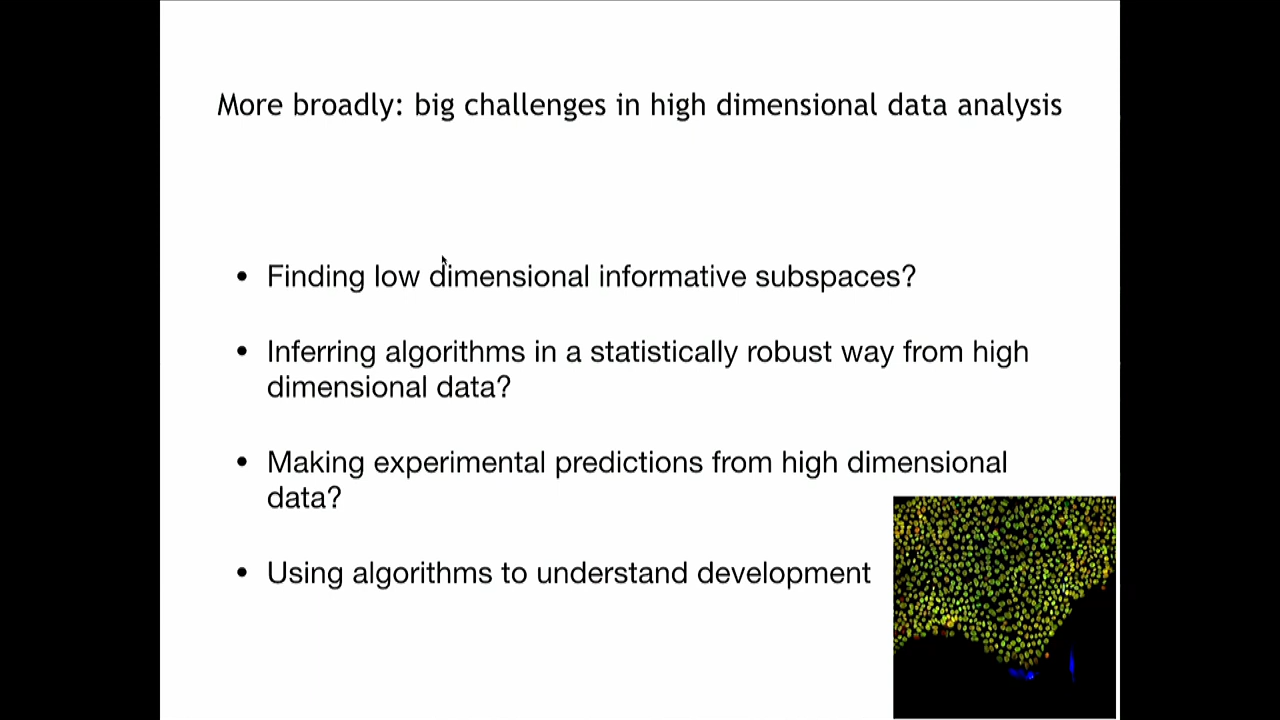 More broadly: big challenges in high dimensional data analysis
• Finding low dimensional informative subspaces?
• Inferring algorithms in a statistically robust way from high
dimensional data?
• Making experimental predictions from high dimensional
data?
• Using algorithms to understand development